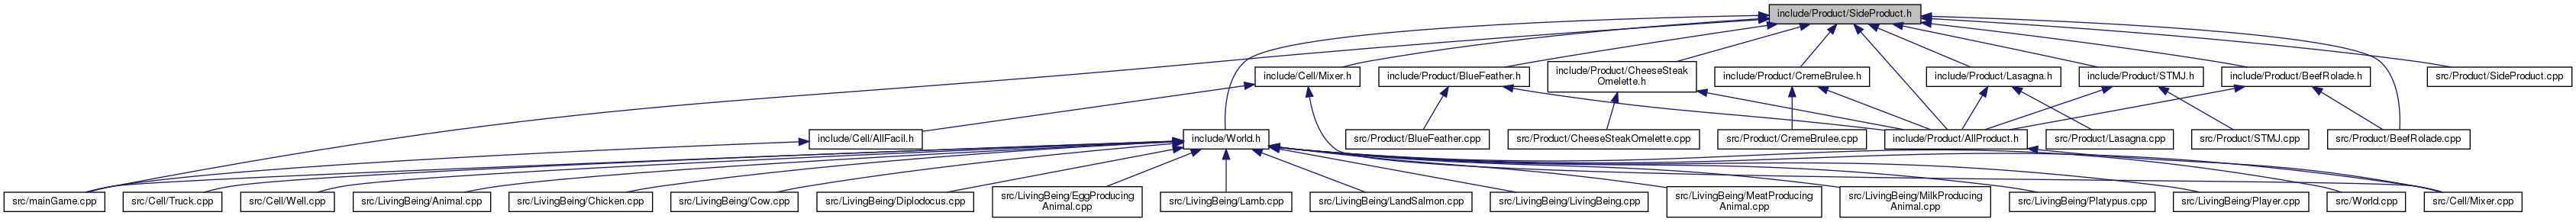 include/Product/SideProduct.h
include/Cell/Mixer.h
include/Product/BlueFeather.h
include/Product/CheeseSteak
Omelette.h
include/Product/CremeBrulee.h
include/Product/Lasagna.h
include/Product/STMJ.h
include/Product/BeefRolade.h
src/Product/SideProduct.cpp
include/Cell/AllFacil.h
include/World.h
src/Product/BlueFeather.cpp
src/Product/CheeseSteakOmelette.cpp
src/Product/CremeBrulee.cpp
include/Product/AllProduct.h
src/Product/Lasagna.cpp
src/Product/STMJ.cpp
src/Product/BeefRolade.cpp
src/mainGame.cpp
src/Cell/Truck.cpp
src/Cell/Well.cpp
src/LivingBeing/Animal.cpp
src/LivingBeing/Chicken.cpp
src/LivingBeing/Cow.cpp
src/LivingBeing/Diplodocus.cpp
src/LivingBeing/EggProducing
Animal.cpp
src/LivingBeing/Lamb.cpp
src/LivingBeing/LandSalmon.cpp
src/LivingBeing/LivingBeing.cpp
src/LivingBeing/MeatProducing
Animal.cpp
src/LivingBeing/MilkProducing
Animal.cpp
src/LivingBeing/Platypus.cpp
src/LivingBeing/Player.cpp
src/World.cpp
src/Cell/Mixer.cpp